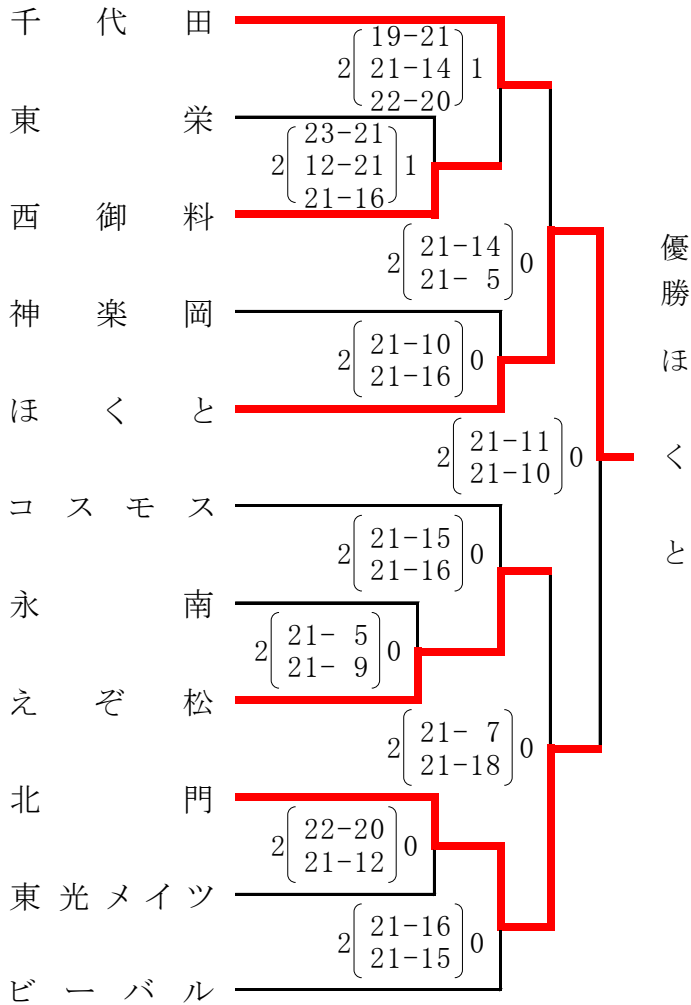 千代田
19-21
2 21-14 1
22-20
東栄
23-21
2 12-21 1
21-16
西御料
21-14
2 0
21- 5
神楽岡
21-10
2 0
21-16
ほくと
21-11
2 0
21-10
優勝ほくと
コスモス
21-15
2 0
21-16
永南
21- 5
2 0
21- 9
えぞ松
21- 7
2 0
21-18
北門
22-20
2 0
21-12
東光メイツ
21-16
2 0
21-15
ビーバル